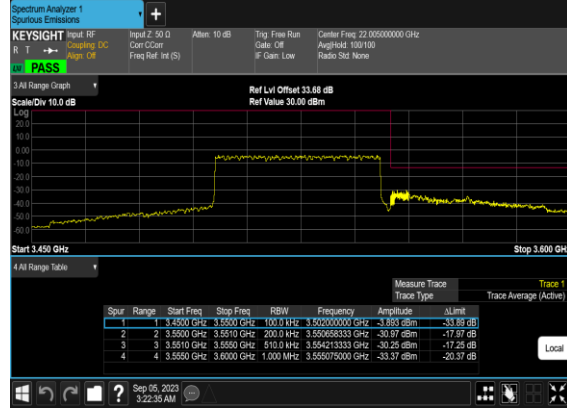 Spectrum Analyzer 1
Spurious Emissions
KEYSIGHT Input: RF Input Z: 50 Ω Atten: 10 dB Trig: Free Run Center Freq: 22.005000000 GHz
R T Coupling: DC Corr CCorr Gate: Off Avg|Hold: 100/100
Align: Off Freq Ref: Int (S) IF Gain: Low Radio Std: None
PASS
3 All Range Graph
Ref Lvl Offset 33.68 dB
Scale/Div 10.0 dB Ref Value 30.00 dBm
Log
20.0
10.0
0.00
-10.0
-20.0
-30.0
-40.0
-50.0
-60.0
Start 3.450 GHz Stop 3.600 GHz
4 All Range Table
Measure Trace Trace 1
Trace Type Trace Average (Active)
Spur Range Start Freq Stop Freq RBW Frequency Amplitude ΔLimit
1 1 3.4500 GHz 3.5500 GHz 100.0 kHz 3.502000000 GHz -3.893 dBm -33.89 dB
2 2 3.5500 GHz 3.5510 GHz 200.0 kHz 3.550658333 GHz -30.97 dBm -17.97 dB
3 3 3.5510 GHz 3.5550 GHz 510.0 kHz 3.554213333 GHz -30.25 dBm -17.25 dB
4 4 3.5550 GHz 3.6000 GHz 1.000 MHz 3.555075000 GHz -33.37 dBm -20.37 dB
Local
Sep 05, 2023
3:22:35 AM